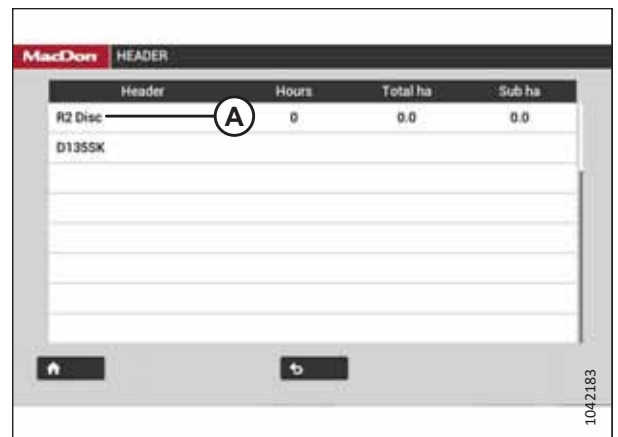 MacDon HEADER
Header Hours Total ha Sub ha
R2 Disc A 0 0.0 0.0
D135SK
1042183